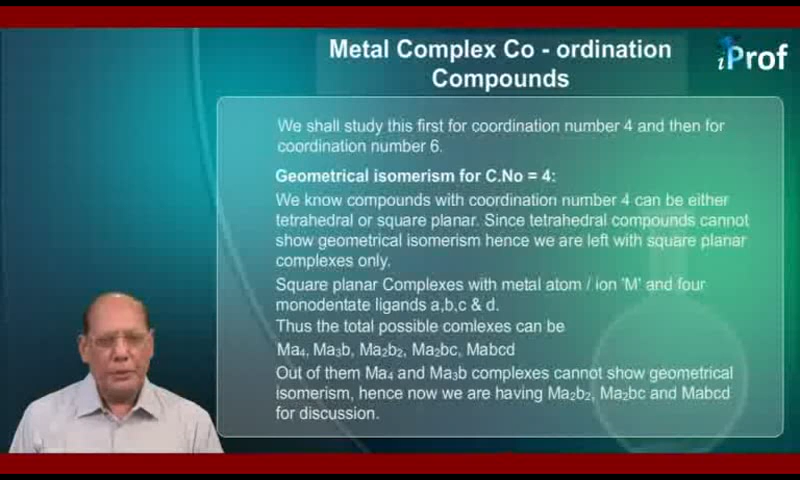 Metal Complex Co - ordination
Compounds
iProf
We shall study this first for coordination number 4 and then for
coordination number 6.
Geometrical isomerism for C.No = 4:
We know compounds with coordination number 4 can be either
tetrahedral or square planar. Since tetrahedral compounds cannot
show geometrical isomerism hence we are left with square planar
complexes only.
Square planar Complexes with metal atom / ion 'M' and four
monodentate ligands a,b,c & d.
Thus the total possible comlexes can be
Ma₄, Ma₃b, Ma₂b₂, Ma₂bc, Mabcd
Out of them Ma₄ and Ma₃b complexes cannot show geometrical
isomerism, hence now we are having Ma₂b₂, Ma₂bc and Mabcd
for discussion.